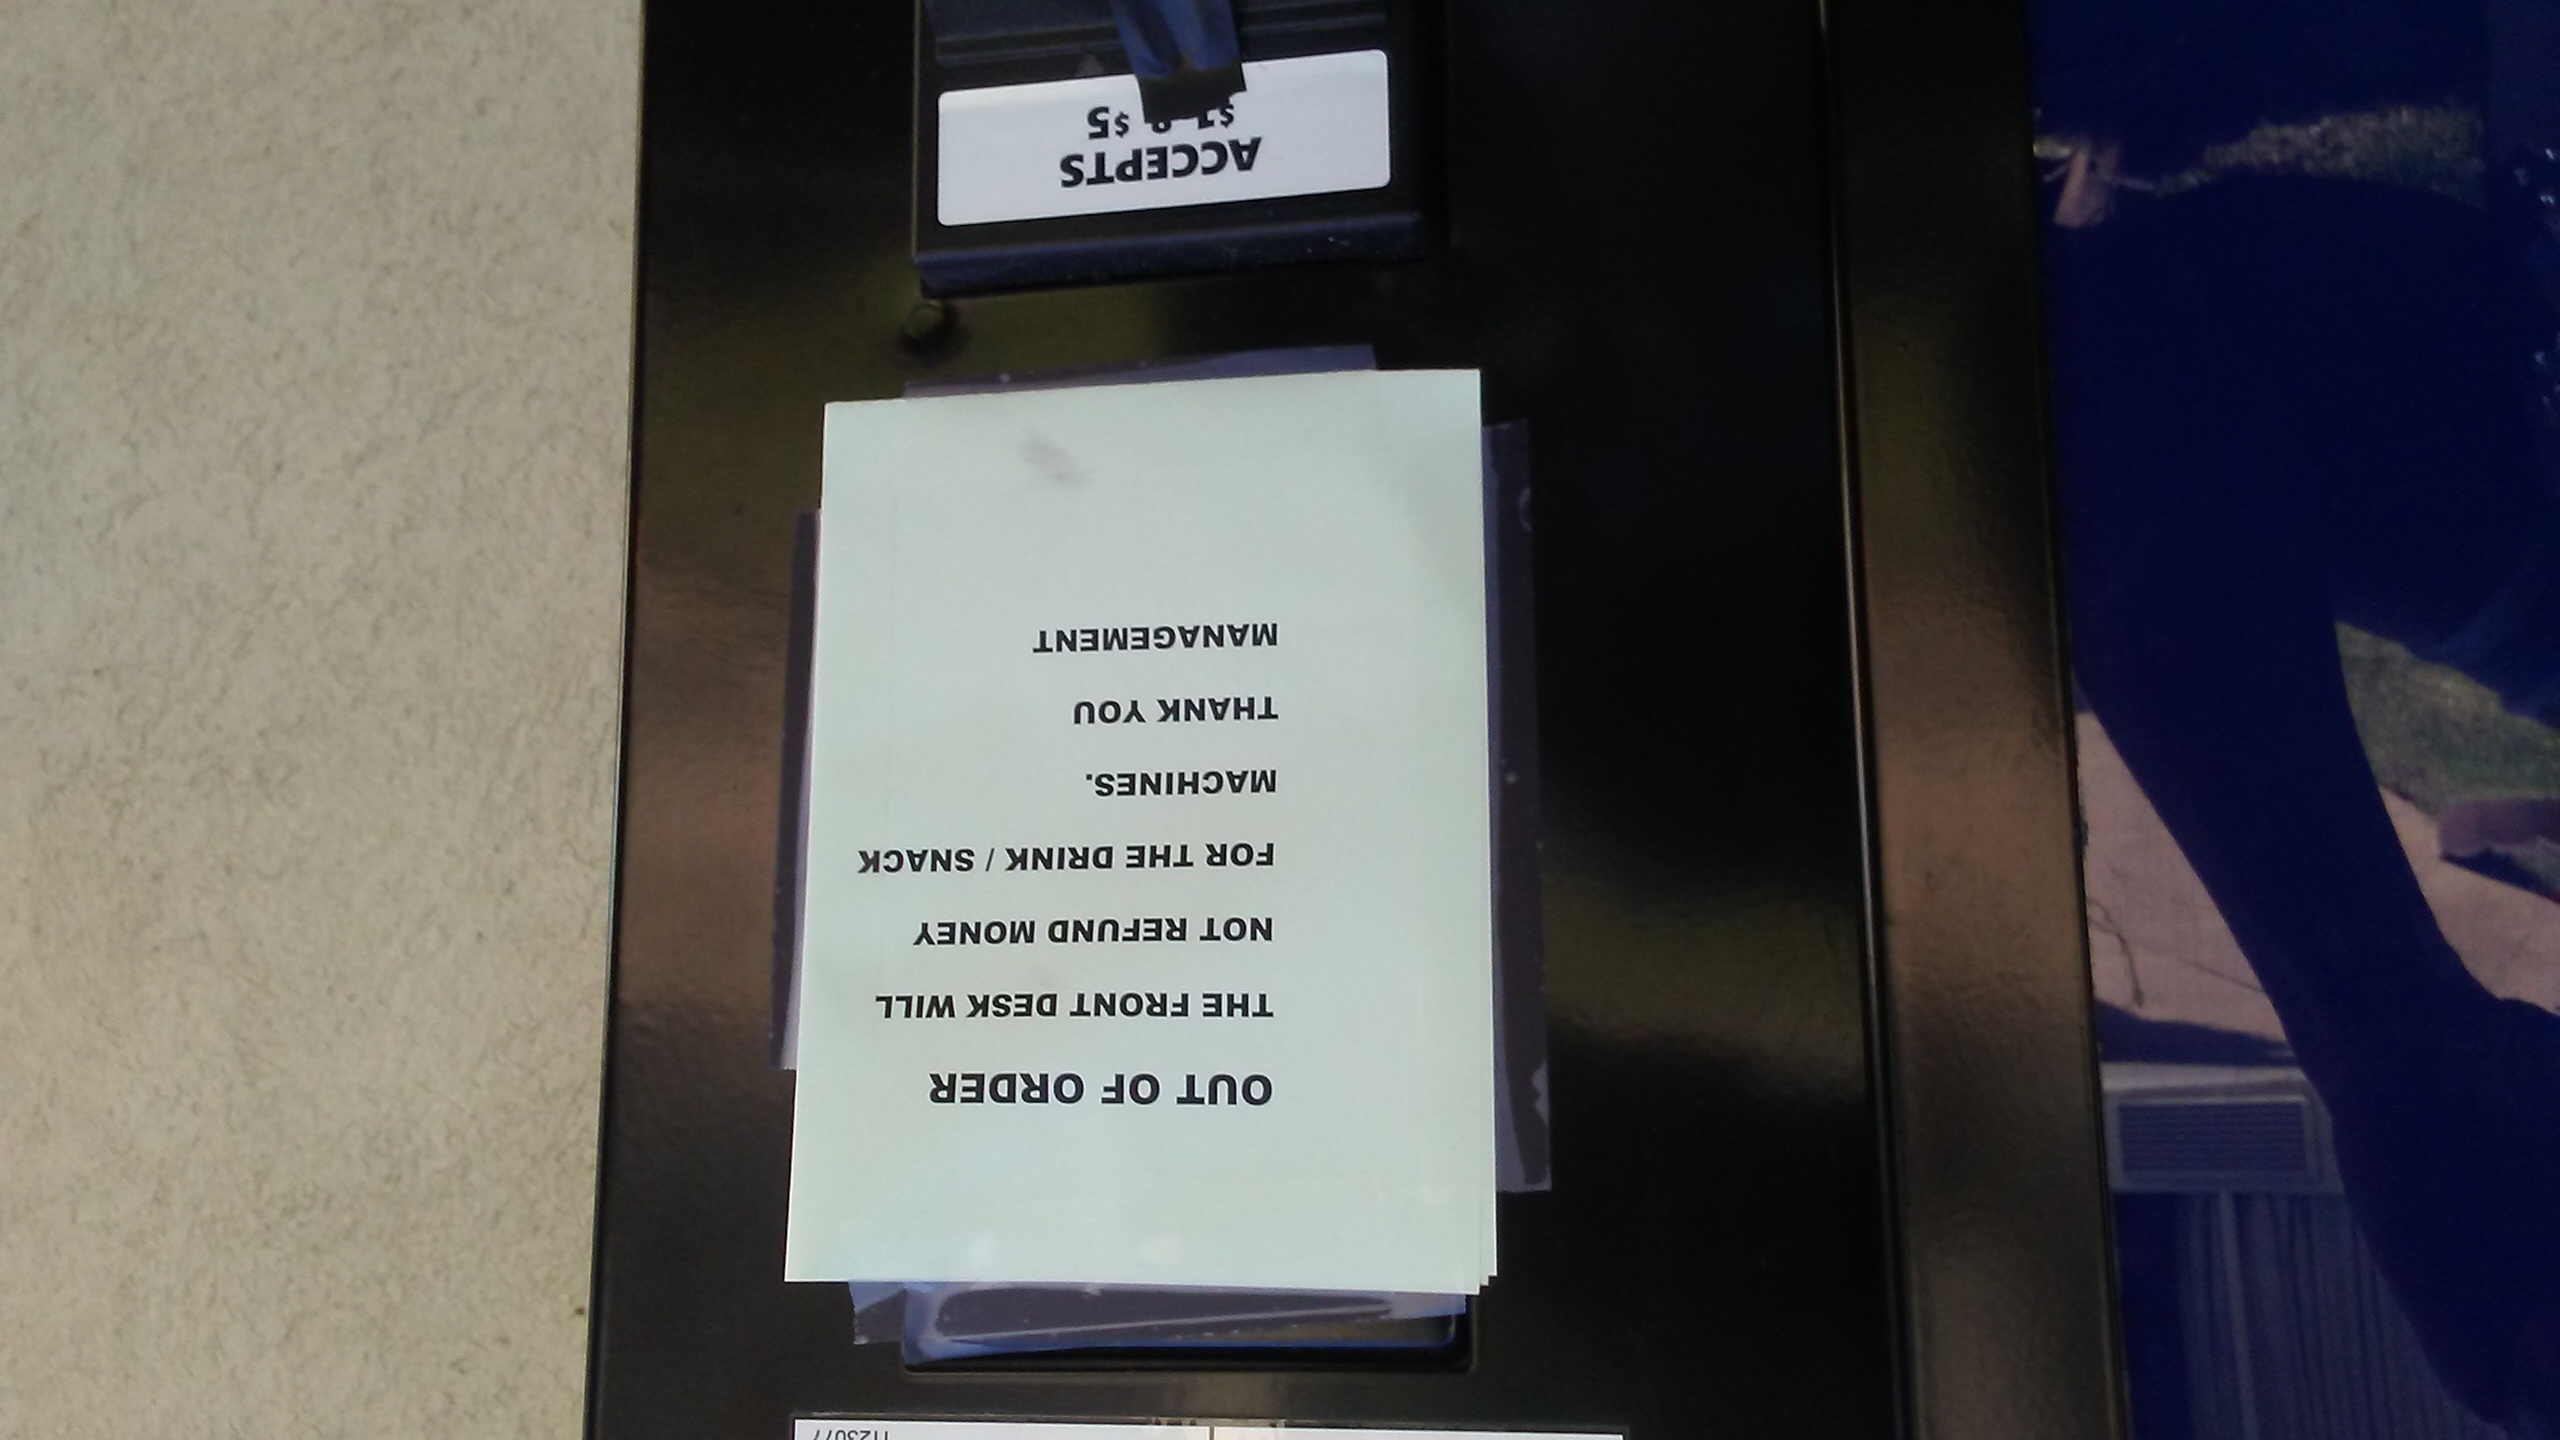 1123077
OUT OF ORDER
THE FRONT DESK WILL
NOT REFUND MONEY
FOR THE DRINK / SNACK
MACHINES.
THANK YOU
MANAGEMENT
ACCEPTS
$1 & $5